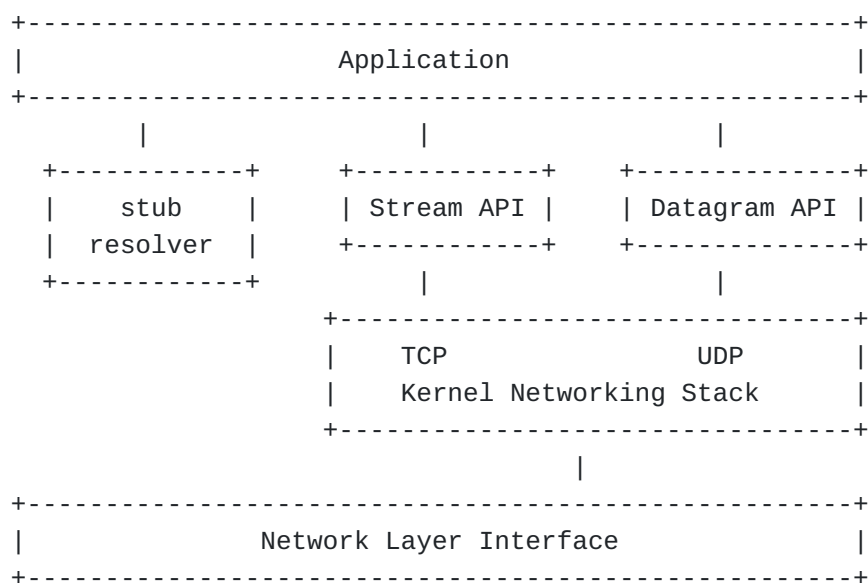 Application
stub Stream API Datagram API
resolver
TCP UDP
Kernel Networking Stack
Network Layer Interface